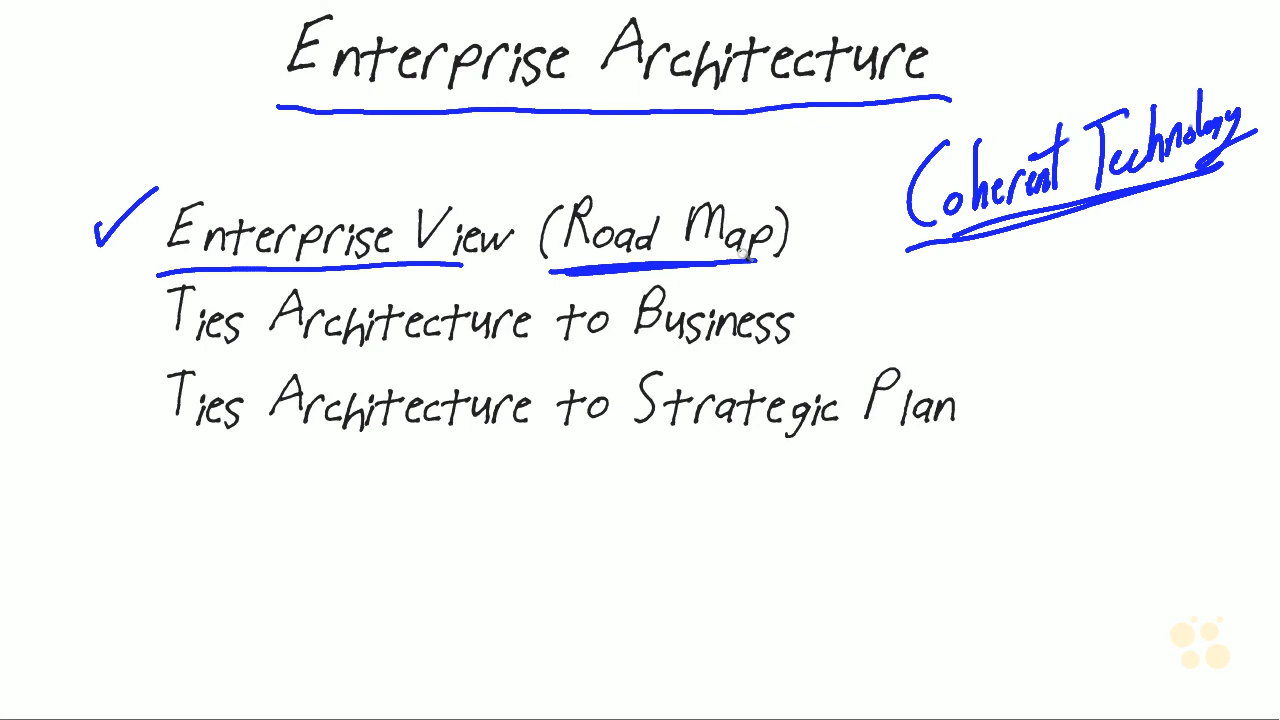 Enterprise Architecture
Coherent Technology
Enterprise View (Road Map)
Ties Architecture to Business
Ties Architecture to Strategic Plan